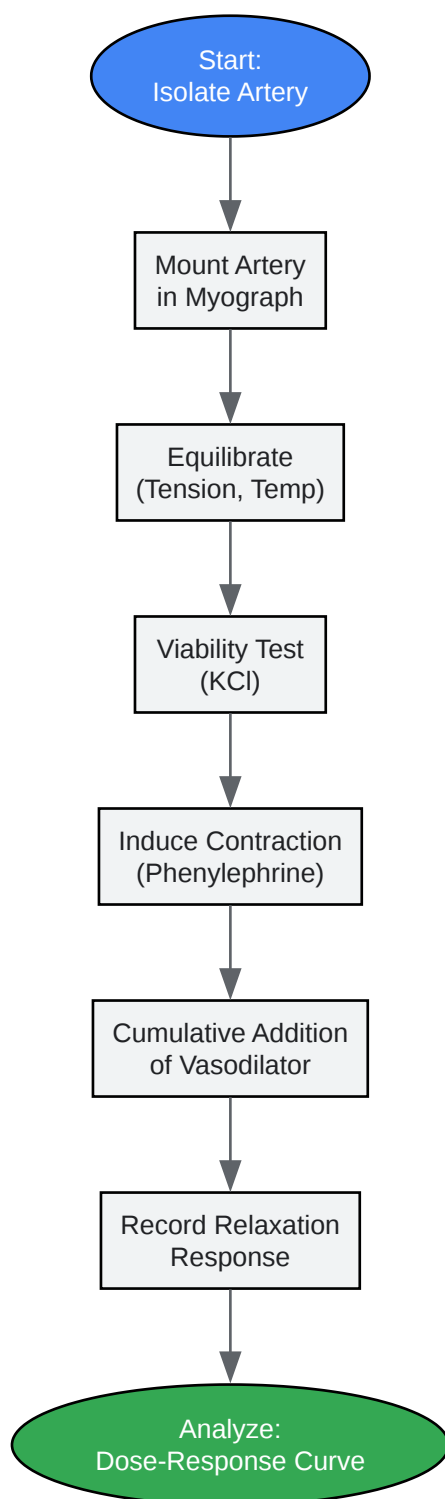 Start:
Isolate Artery
Mount Artery
in Myograph
Equilibrate
(Tension, Temp)
Viability Test
(KCl)
Induce Contraction
(Phenylephrine)
Cumulative Addition
of Vasodilator
Record Relaxation
Response
Analyze:
Dose-Response Curve